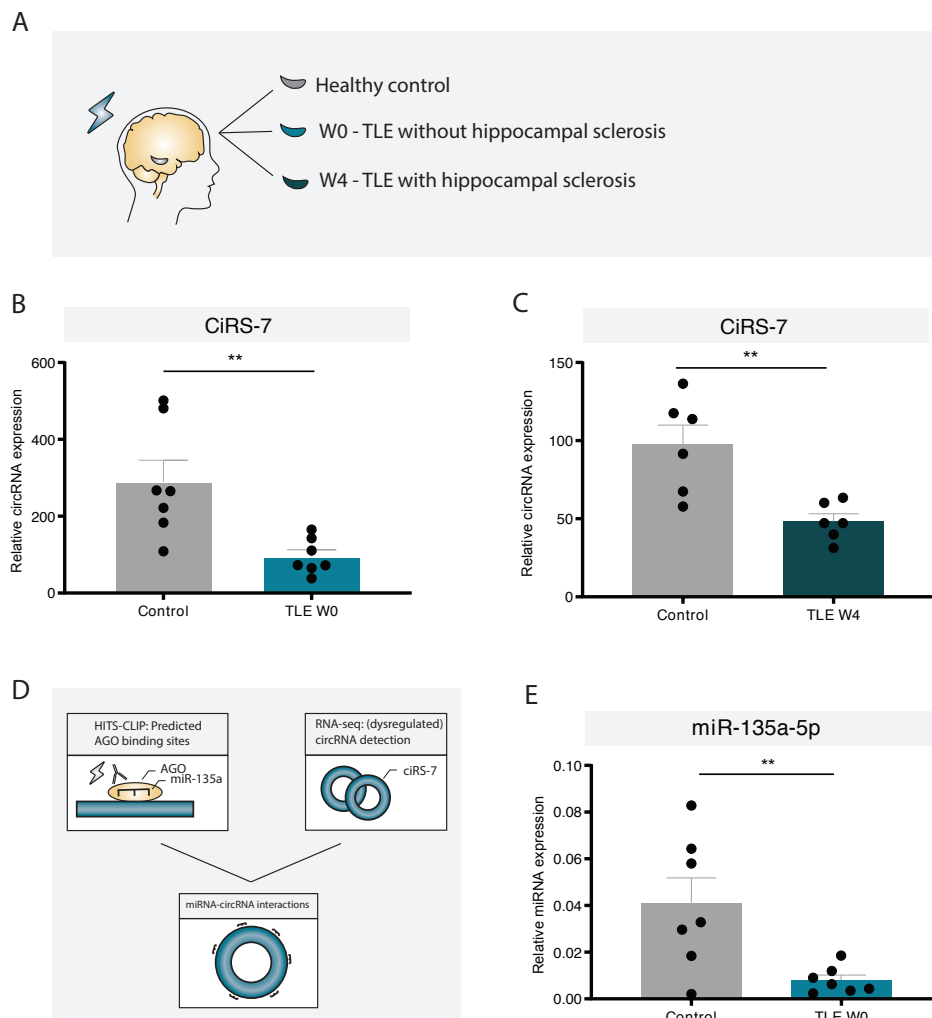 A
Healthy control
W0 - TLE without hippocampal sclerosis
W4 - TLE with hippocampal sclerosis
B
CiRS-7
**
Relative circRNA expression
600
400
200
0
Control
TLE W0
C
CiRS-7
**
Relative circRNA expression
150
100
50
0
Control
TLE W4
D
HITS-CLIP: Predicted
AGO binding sites
AGO
miR-135a
RNA-seq: (dysregulated)
circRNA detection
ciRS-7
miRNA-circRNA interactions
E
miR-135a-5p
**
Relative miRNA expression
0.10
0.08
0.06
0.04
0.02
0.00
Control
TLE W0